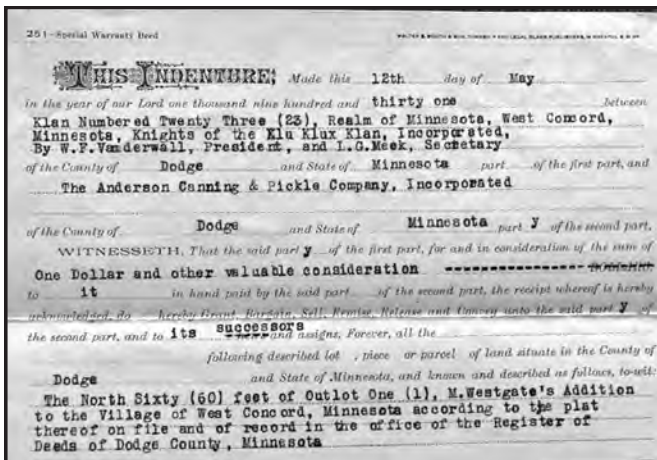 251-Special Warranty Deed
THIS INDENTURE, Made this 12th day of May
in the year of our Lord one thousand nine hundred and thirty one between
Klan Numbered Twenty Three (23), Realm of Minnesota, West Concord,
Minnesota, Knights of the Klu Klux Klan, Incorporated,
By W.F.Vanderwall, President, and L.G.Meek, Secretary
of the County of Dodge and State of Minnesota part of the first part, and
The Anderson Canning & Pickle Company, Incorporated
of the County of Dodge and State of Minnesota part y of the second part,
WITNESSETH, That the said part y of the first part, for and in consideration of the sum of
One Dollar and other valuable consideration
to it in hand paid by the said part of the second part, the receipt whereof is hereby
acknowledged, do hereby Grant, Bargain, Sell, Remise, Release and Convey unto the said part y of
the second part, and to its successors and assigns, Forever, all the
following described lot , piece or parcel of land situate in the County of
Dodge and State of Minnesota, and known and described as follows, to-wit:
The North Sixty (60) feet of Outlot One (1), M.Westgate's Addition
to the Village of West Concord, Minnesota according to the plat
thereof on file and of record in the office of the Register of
Deeds of Dodge County, Minnesota